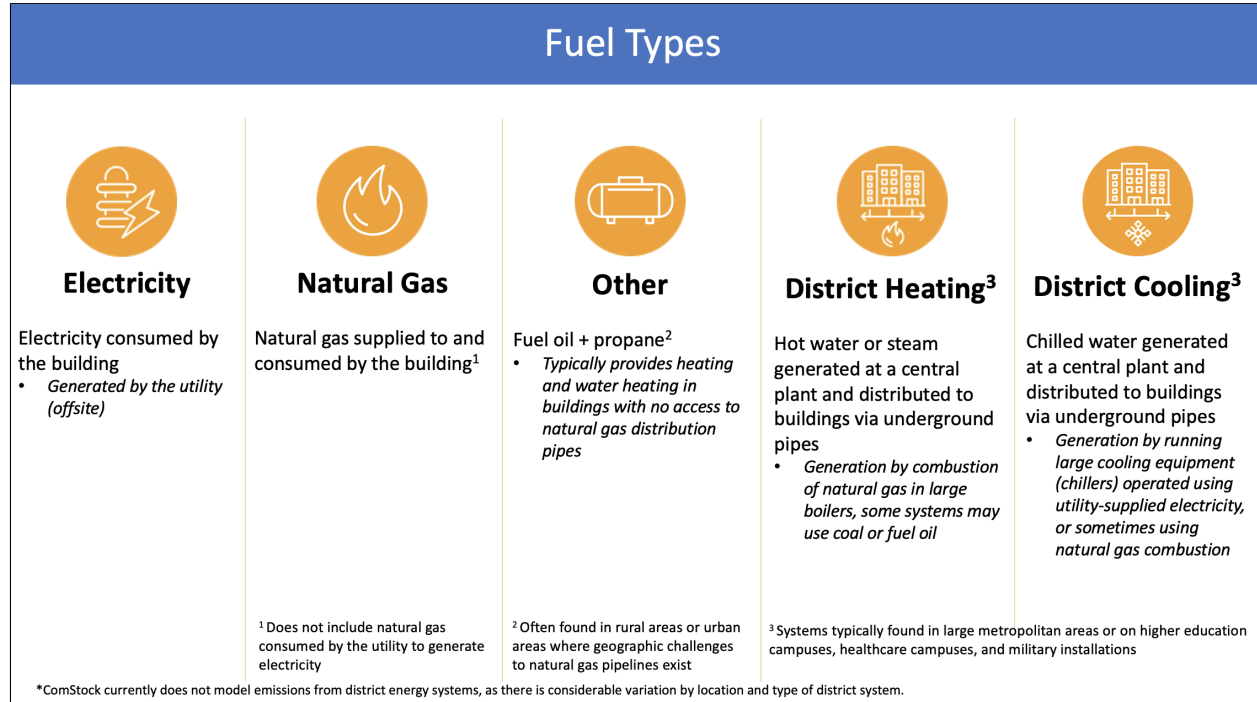 Fuel Types
Electricity
Electricity consumed by
the building
• Generated by the utility
(offsite)
Natural Gas
Natural gas supplied to and
consumed by the building¹
¹ Does not include natural gas
consumed by the utility to generate
electricity
Other
Fuel oil + propane²
• Typically provides heating
and water heating in
buildings with no access to
natural gas distribution
pipes
² Often found in rural areas or urban
areas where geographic challenges
to natural gas pipelines exist
District Heating³
Hot water or steam
generated at a central
plant and distributed to
buildings via underground
pipes
• Generation by combustion
of natural gas in large
boilers, some systems may
use coal or fuel oil
District Cooling³
Chilled water generated
at a central plant and
distributed to buildings
via underground pipes
• Generation by running
large cooling equipment
(chillers) operated using
utility-supplied electricity,
or sometimes using
natural gas combustion
³ Systems typically found in large metropolitan areas or on higher education
campuses, healthcare campuses, and military installations
*ComStock currently does not model emissions from district energy systems, as there is considerable variation by location and type of district system.